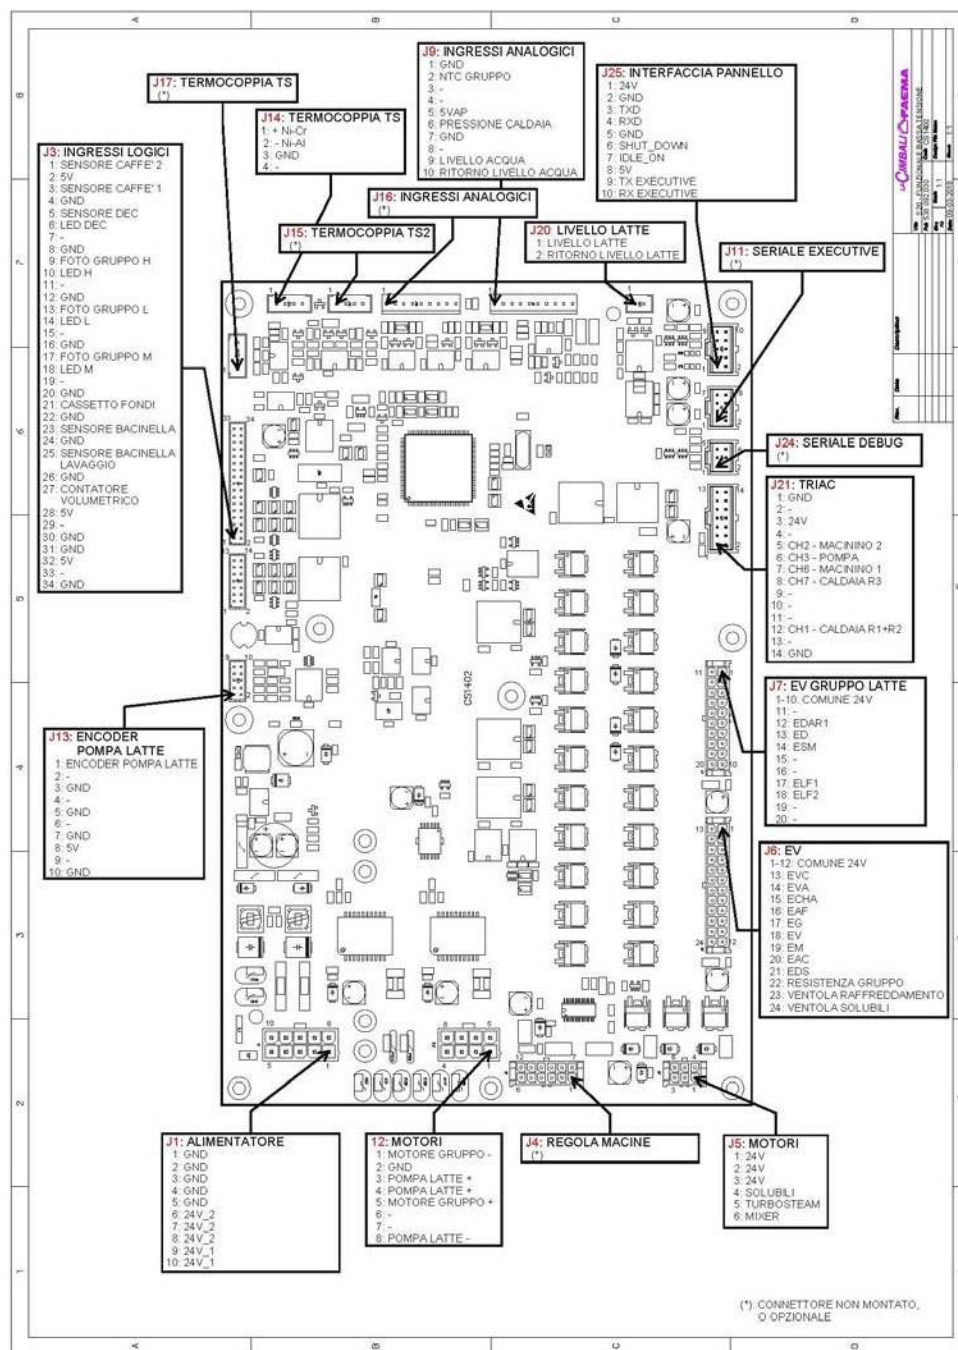 A
B
C
D
J9: INGRESSI ANALOGICI
1: GND
2: NTC GRUPPO
3: -
4: -
5: 5VAP
6: PRESSIONE CALDAIA
7: GND
8: -
9: LIVELLO ACQUA
10: RITORNO LIVELLO ACQUA
J17: TERMOCOPPIA TS
(*)
J14: TERMOCOPPIA TS
1: + Ni-Cr
2: - Ni-Al
3: GND
4: -
J25: INTERFACCIA PANNELLO
1: 24V
2: GND
3: TXD
4: RXD
5: GND
6: SHUT_DOWN
7: IDLE_ON
8: 5V
9: TX EXECUTIVE
10: RX EXECUTIVE
LA CIMBALI FAEMA
J3: INGRESSI LOGICI
1: SENSORE CAFFE' 2
2: 5V
3: SENSORE CAFFE' 1
4: GND
5: SENSORE DEC
6: LED DEC
7: -
8: GND
9: FOTO GRUPPO H
10: LED H
11: -
12: GND
13: FOTO GRUPPO L
14: LED L
15: -
16: GND
17: FOTO GRUPPO M
18: LED M
19: -
20: GND
21: CASSETTO FONDI
22: GND
23: SENSORE BACINELLA
24: GND
25: SENSORE BACINELLA
LAVAGGIO
26: GND
27: CONTATORE
VOLUMETRICO
28: 5V
29: -
30: GND
31: GND
32: 5V
33: -
34: GND
J16: INGRESSI ANALOGICI
(*)
J15: TERMOCOPPIA TS2
(*)
J20: LIVELLO LATTE
1: LIVELLO LATTE
2: RITORNO LIVELLO LATTE
J11: SERIALE EXECUTIVE
(*)
J24: SERIALE DEBUG
(*)
J21: TRIAC
1: GND
2: -
3: 24V
4: -
5: CH2 - MACININO 2
6: CH3 - POMPA
7: CH6 - MACININO 1
8: CH7 - CALDAIA R3
9: -
10: -
11: -
12: CH1 - CALDAIA R1+R2
13: -
14: GND
CS1402
J7: EV GRUPPO LATTE
1-10: COMUNE 24V
11: -
12: EDAR1
13: ED
14: ESM
15: -
16: -
17: ELF1
18: ELF2
19: -
20: -
J13: ENCODER
POMPA LATTE
1: ENCODER POMPA LATTE
2: -
3: GND
4: -
5: GND
6: -
7: GND
8: 5V
9: -
10: GND
J6: EV
1-12: COMUNE 24V
13: EVC
14: EVA
15: ECHA
16: EAF
17: EG
18: EV
19: EM
20: EAC
21: EDS
22: RESISTENZA GRUPPO
23: VENTOLA RAFFREDDAMENTO
24: VENTOLA SOLUBILI
J1: ALIMENTATORE
1: GND
2: GND
3: GND
4: GND
5: GND
6: 24V_2
7: 24V_2
8: 24V_2
9: 24V_1
10: 24V_1
12: MOTORI
1: MOTORE GRUPPO -
2: GND
3: POMPA LATTE +
4: POMPA LATTE +
5: MOTORE GRUPPO +
6: -
7: -
8: POMPA LATTE -
J4: REGOLA MACINE
(*)
J5: MOTORI
1: 24V
2: 24V
3: 24V
4: SOLUBILI
5: TURBOSTEAM
6: MIXER
(*): CONNETTORE NON MONTATO,
O OPZIONALE
A
B
C
D